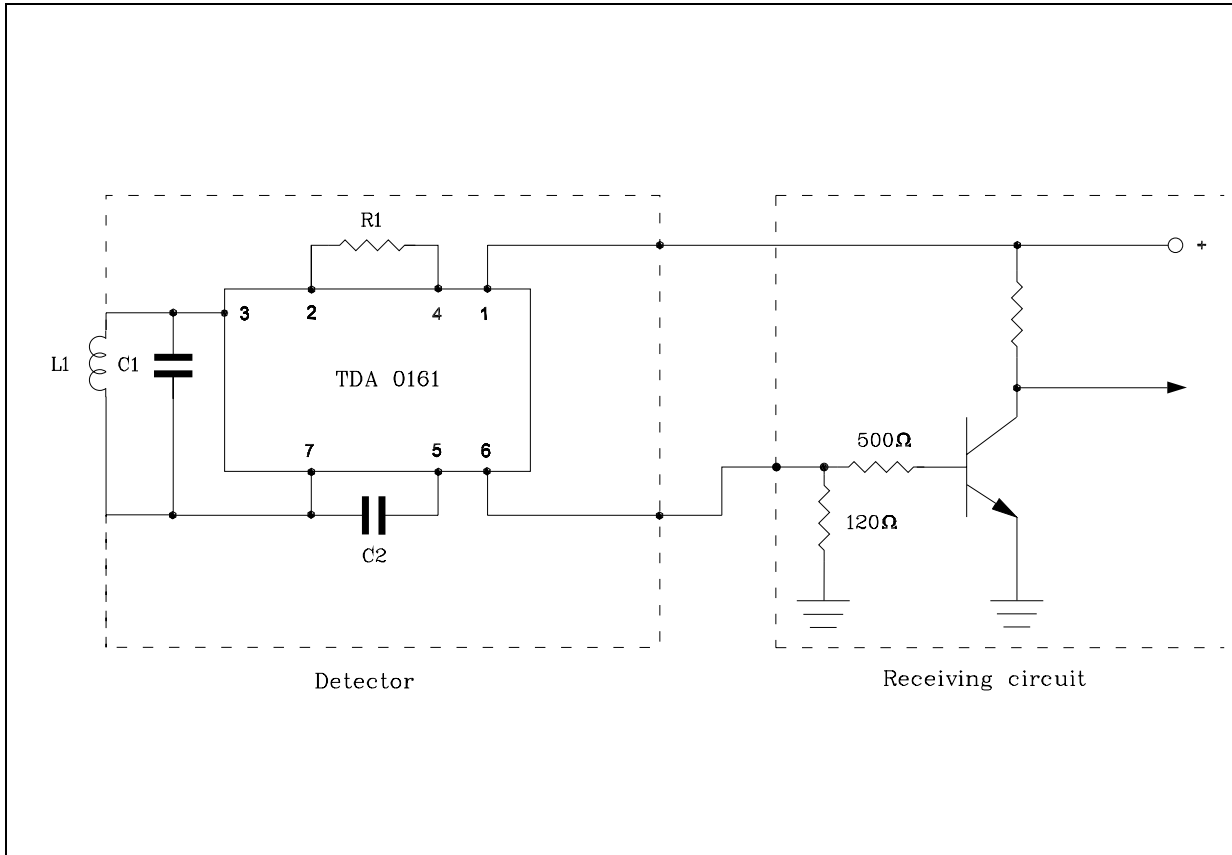 R1
+
3
2
4
1
L1
C1
TDA 0161
7
5
6
500Ω
120Ω
C2
Detector
Receiving circuit